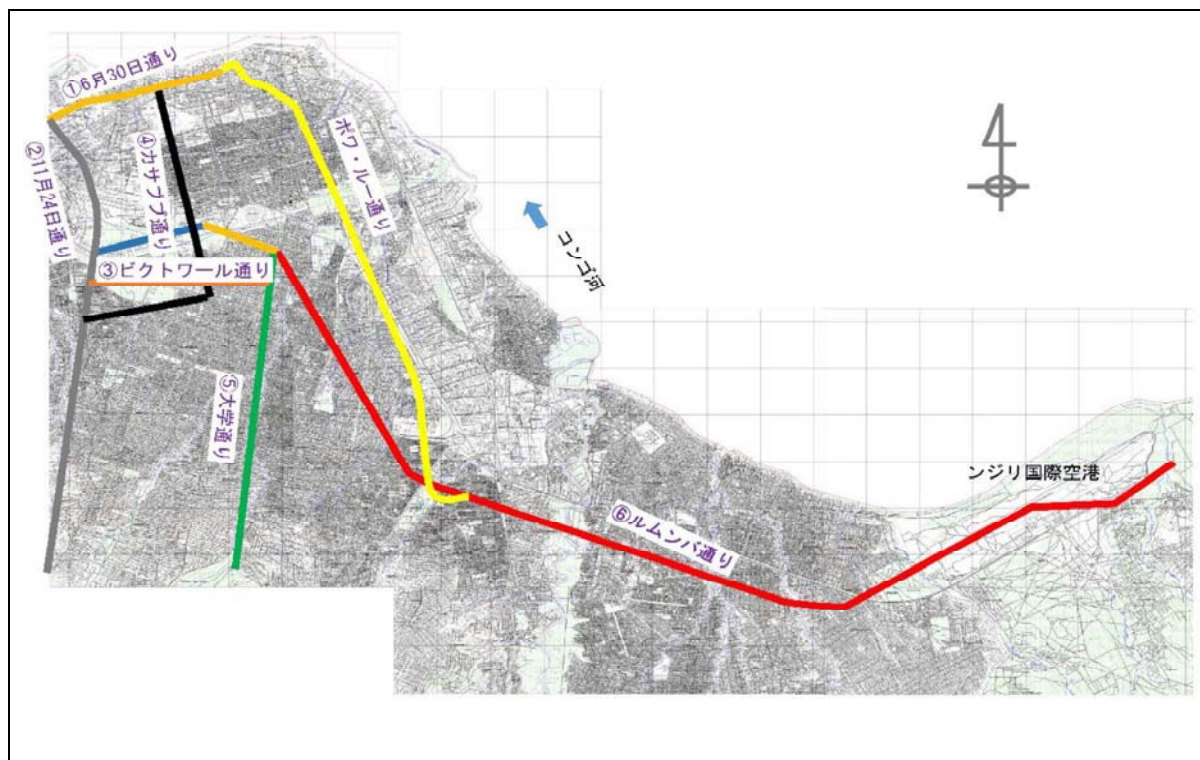 ①6月30日通り
②11月24日通り
④カサブブ通り
ポワ・ルー通り
コンゴ河
③ビクトワール通り
⑤大学通り
ンジリ国際空港
⑥ルムンバ通り